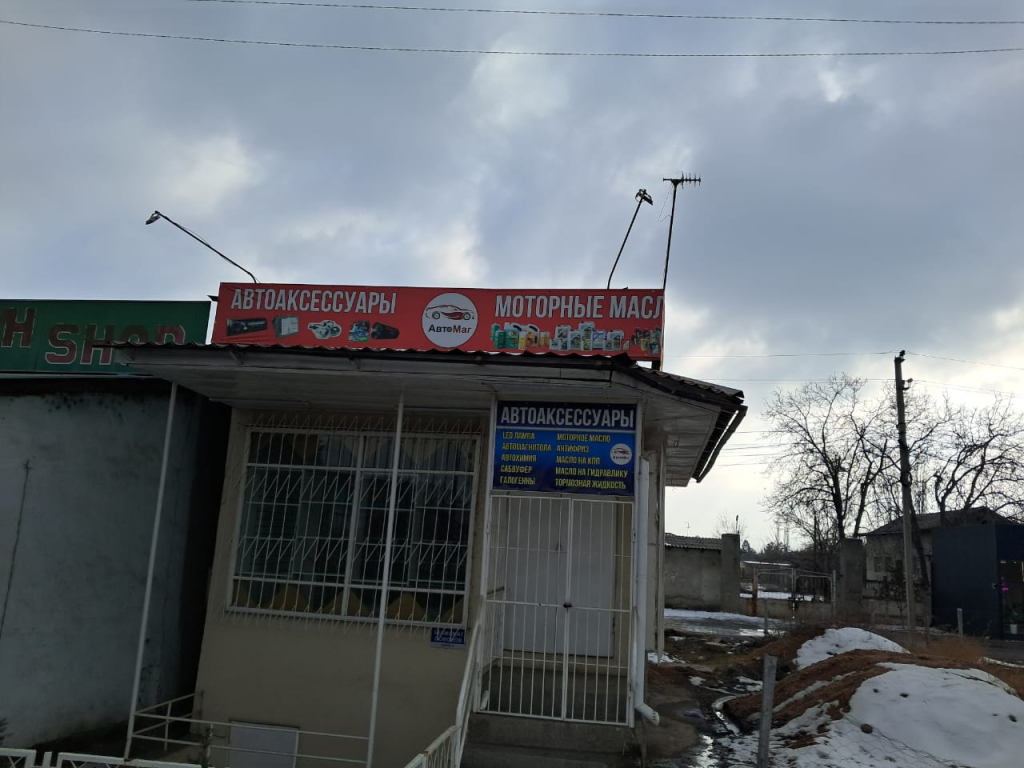 H SHOP
АВТОАКСЕССУАРЫ
АвтоМаг
МОТОРНЫЕ МАСЛ
АВТОАКСЕССУАРЫ
LED ЛАМПА
АВТОМАГНИТОЛА
АВТОХИМИЯ
САБВУФЕР
ГАЛОГЕННЫ
МОТОРНОЕ МАСЛО
АНТИФРИЗ
МАСЛО НА КПП
МАСЛО НА ГИДРАВЛИКУ
ТОРМОЗНАЯ ЖИДКОСТЬ